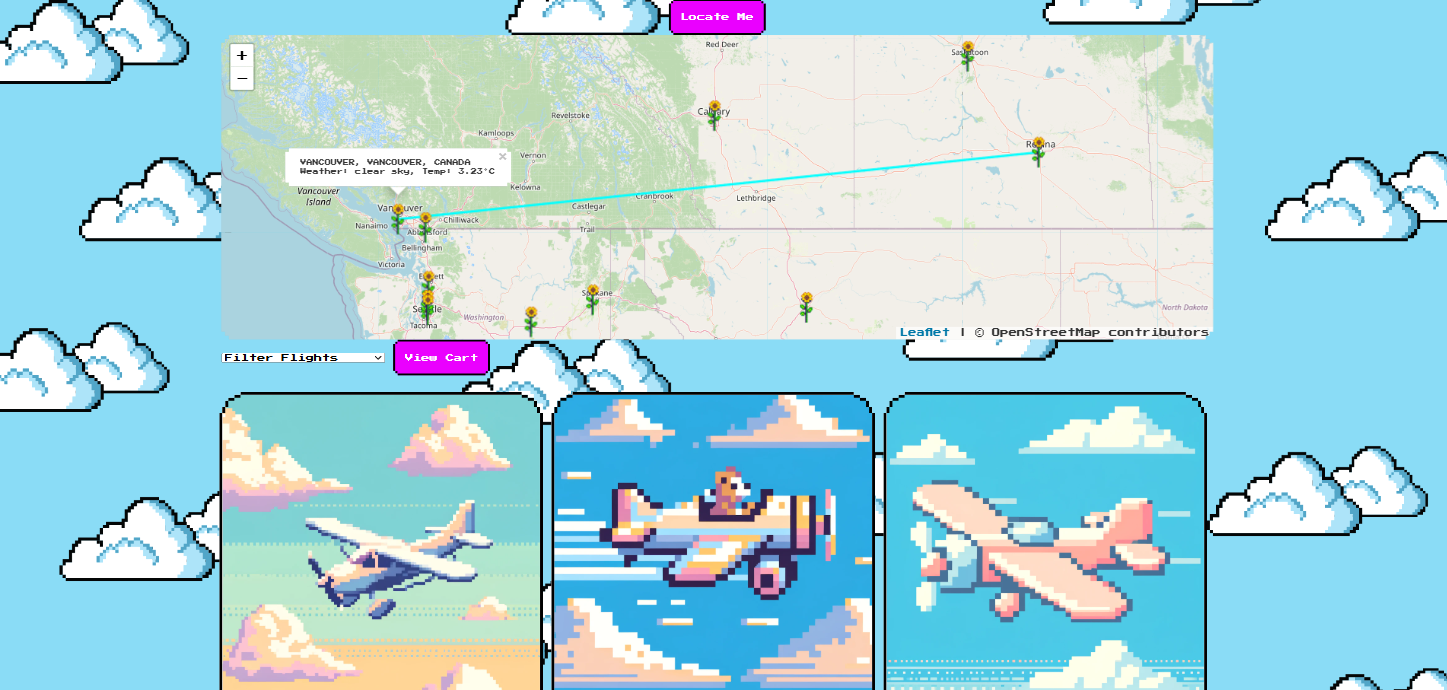 Locate Me
+
−
Red Deer
Saskatoon
Calgary
Revelstoke
Kamloops
Regina
Vernon
×
VANCOUVER, VANCOUVER, CANADA
Weather: clear sky, Temp: 3.23°C
Kelowna
Vancouver
Island
Cranbrook
Lethbridge
Castlegar
Vancouver
Chilliwack
Nanaimo
Abbotsford
Trail
Bellingham
Victoria
Everett
Spokane
Seattle
Washington
North Dakota
Tacoma
Leaflet | © OpenStreetMap contributors
Filter Flights
View Cart